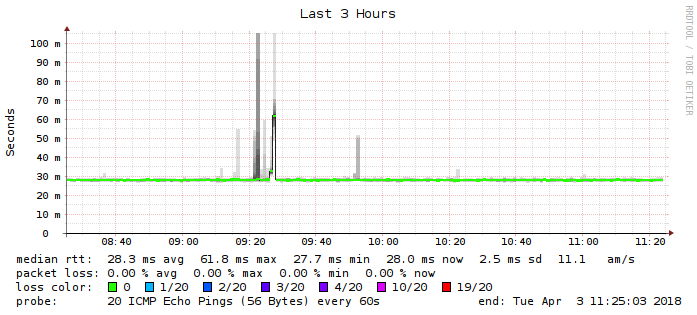 Last 3 Hours
RRDTOOL / TOBI OETIKER
Seconds
100 m
90 m
80 m
70 m
60 m
50 m
40 m
30 m
20 m
10 m
0
08:40 09:00 09:20 09:40 10:00 10:20 10:40 11:00 11:20
median rtt: 28.3 ms avg 61.8 ms max 27.7 ms min 28.0 ms now 2.5 ms sd 11.1 am/s
packet loss: 0.00 % avg 0.00 % max 0.00 % min 0.00 % now
loss color: 0 1/20 2/20 3/20 4/20 10/20 19/20
probe: 20 ICMP Echo Pings (56 Bytes) every 60s end: Tue Apr 3 11:25:03 2018